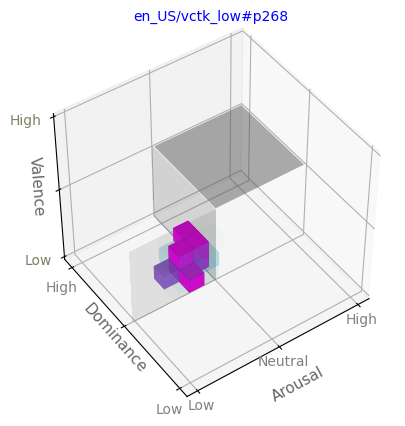 en_US/vctk_low#p268
High
Valence
Low
High
Dominance
Low
Low
Neutral
High
Arousal